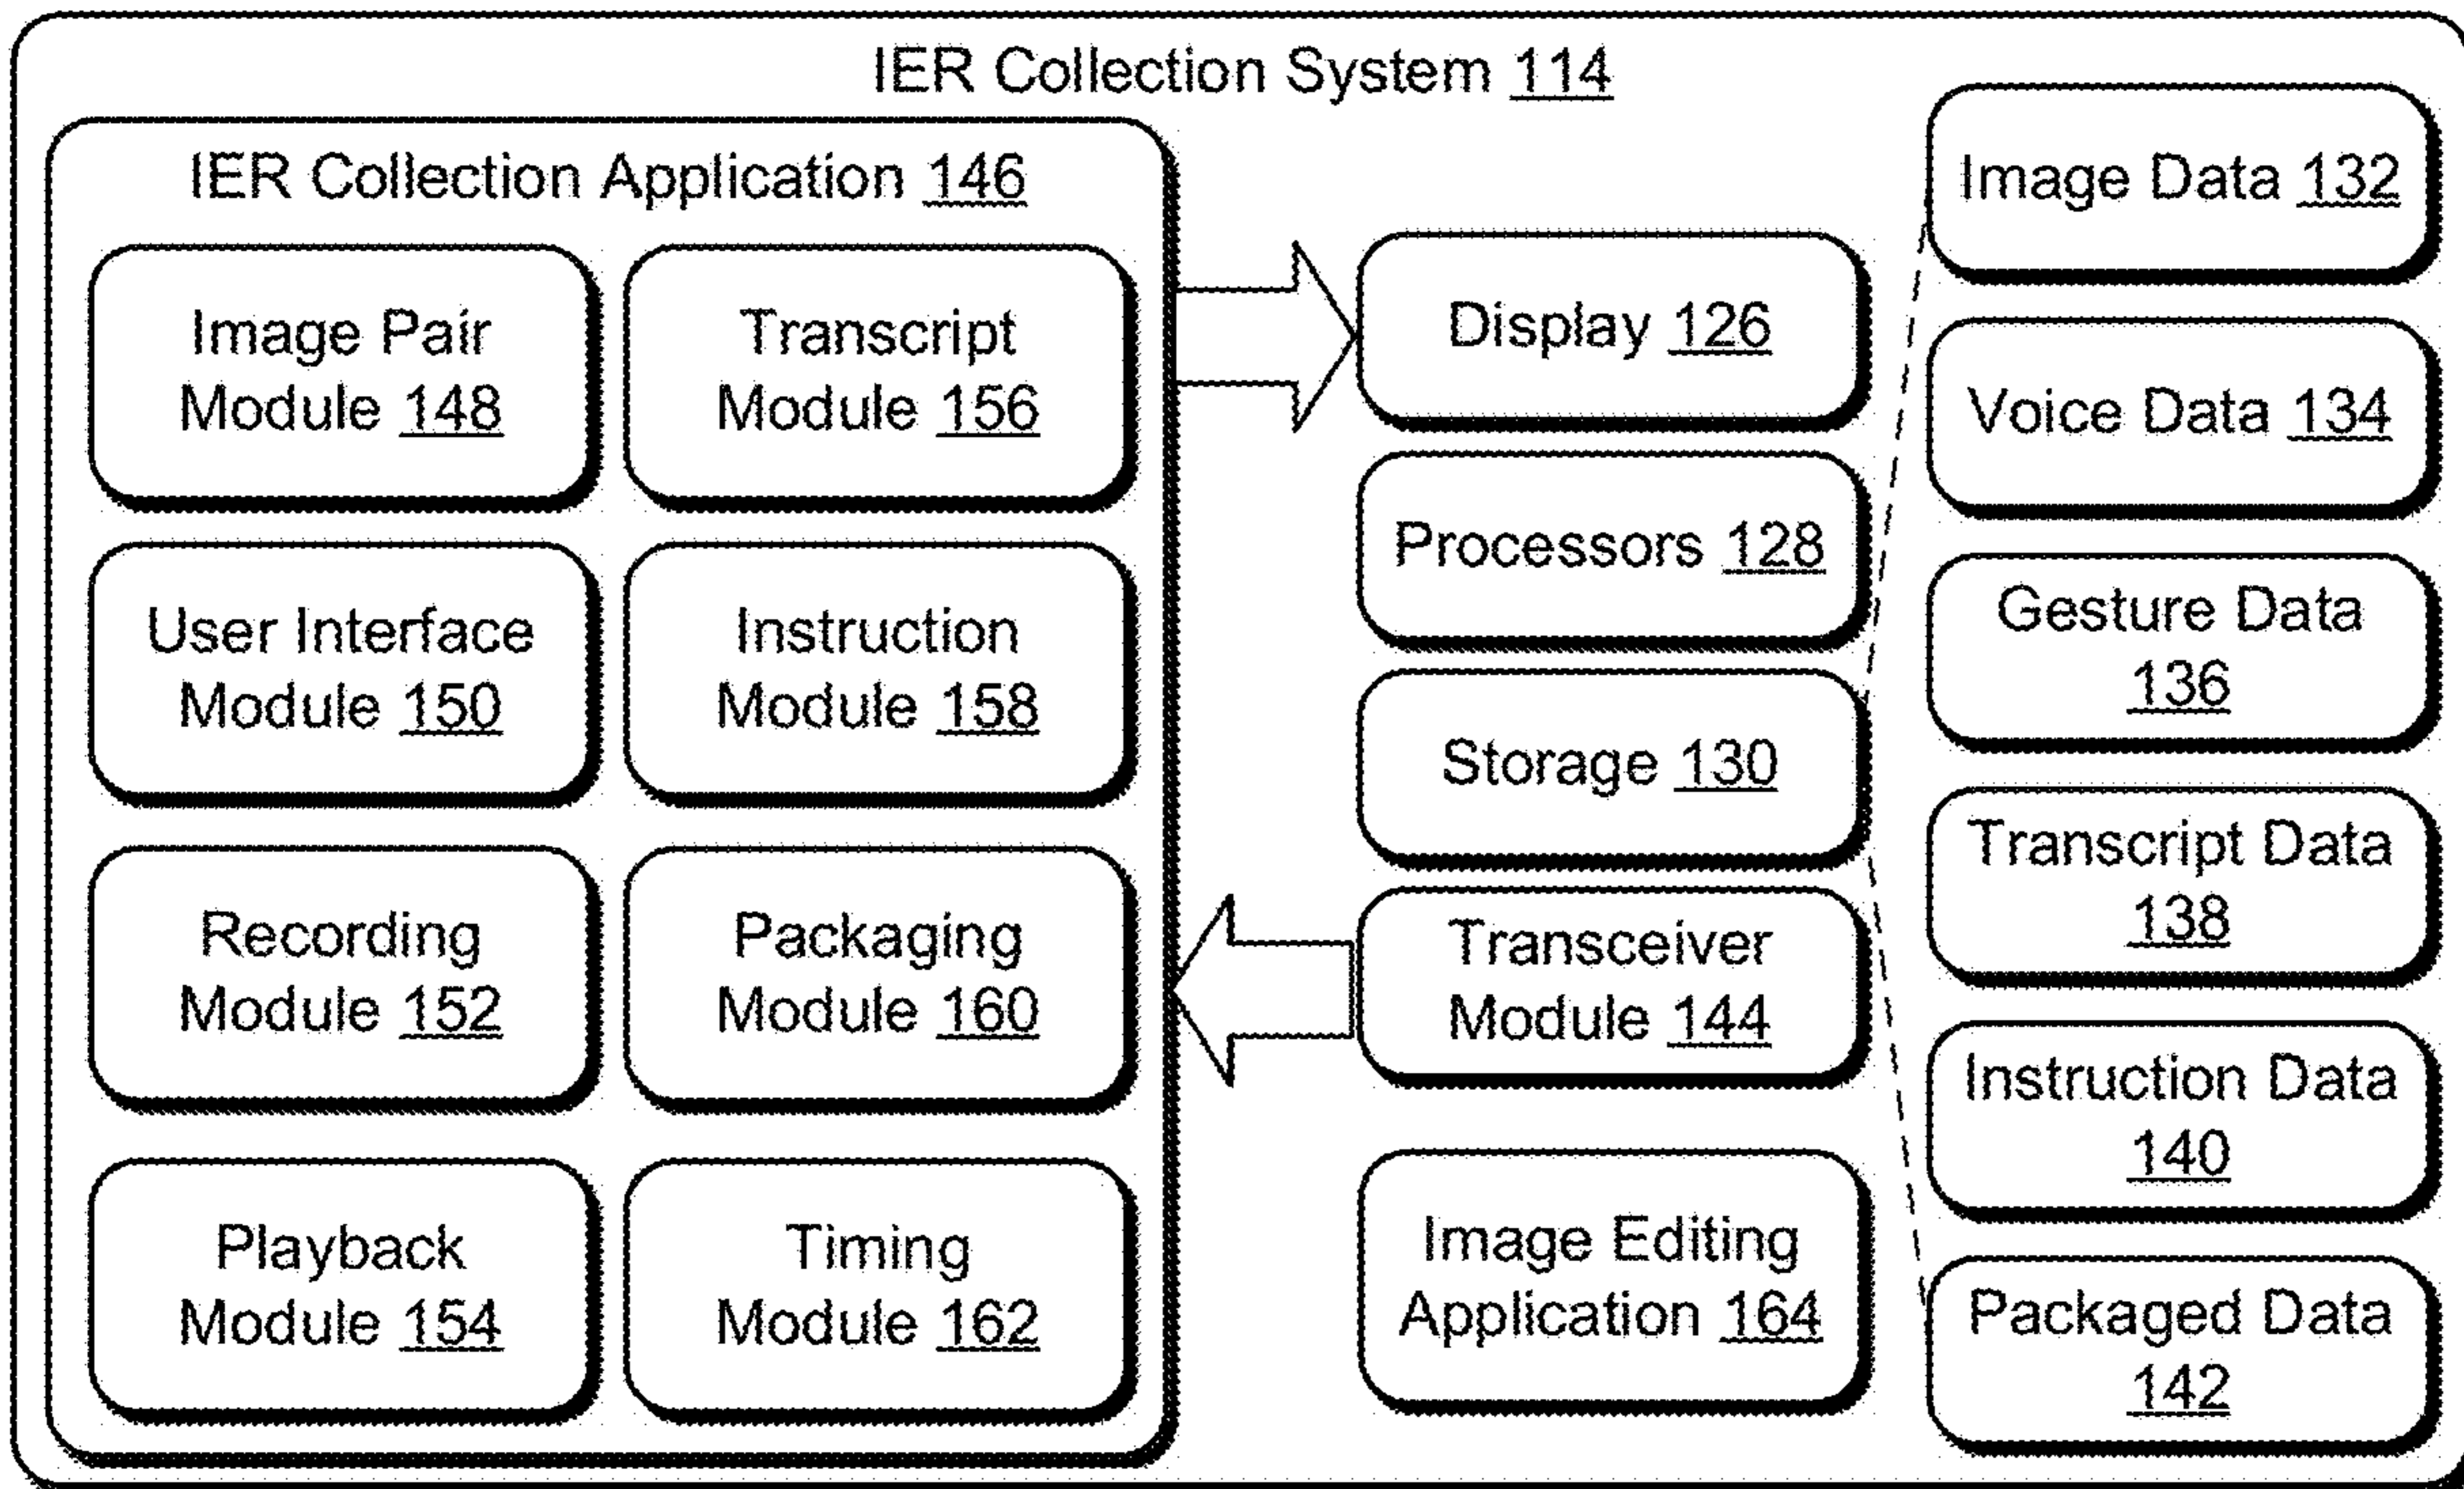 IER Collection System 114
IER Collection Application 146
Image Pair
Module 148
Transcript
Module 156
User Interface
Module 150
Instruction
Module 158
Recording
Module 152
Packaging
Module 160
Playback
Module 154
Timing
Module 162
Display 126
Processors 128
Storage 130
Transceiver
Module 144
Image Editing
Application 164
Image Data 132
Voice Data 134
Gesture Data
136
Transcript Data
138
Instruction Data
140
Packaged Data
142